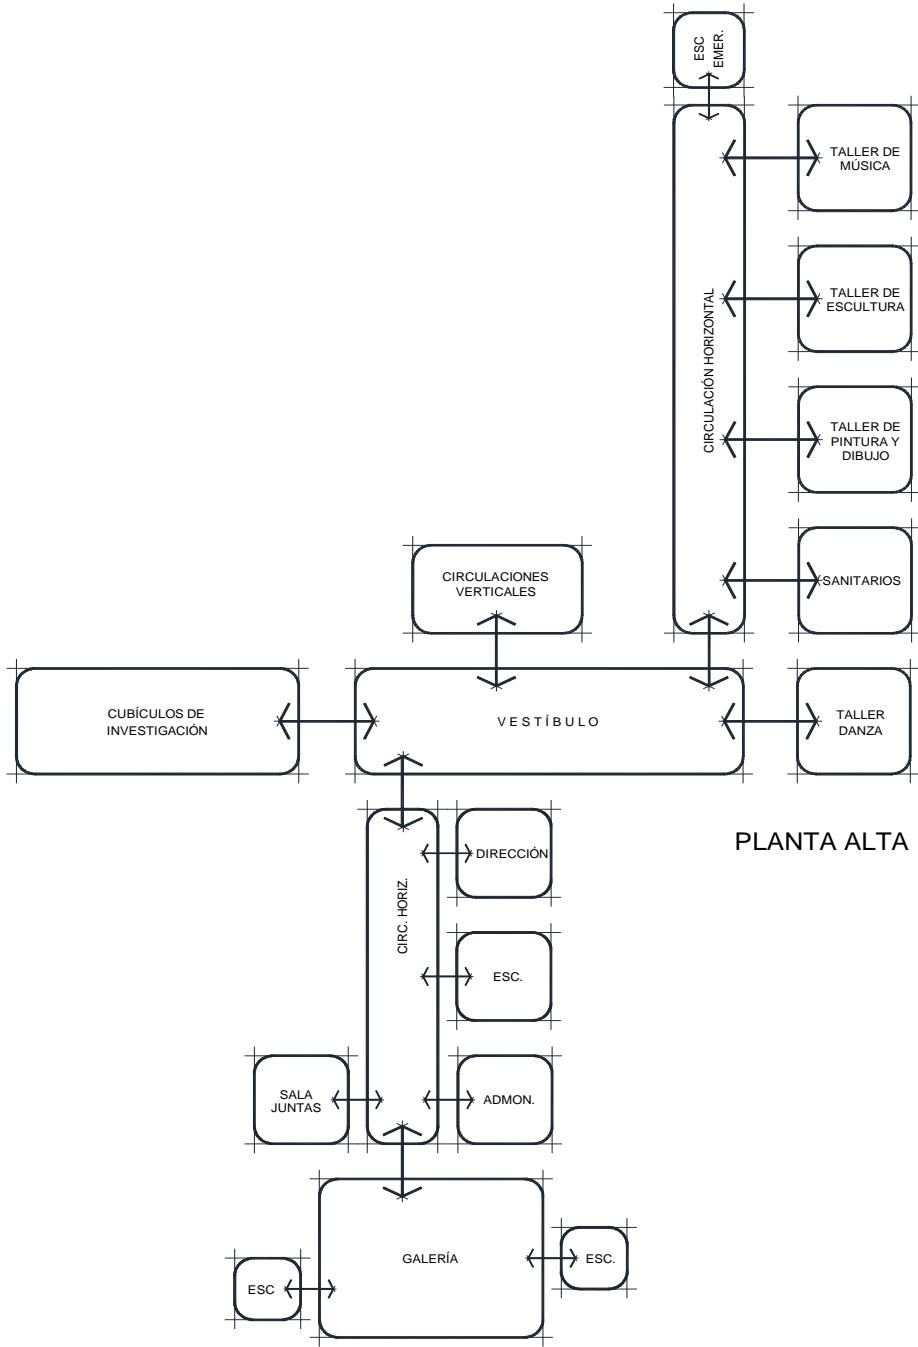 ESC
EMER.
TALLER DE
MÚSICA
TALLER DE
ESCULTURA
CIRCULACIÓN HORIZONTAL
TALLER DE
PINTURA Y
DIBUJO
CIRCULACIONES
VERTICALES
SANITARIOS
CUBÍCULOS DE
INVESTIGACIÓN
VESTÍBULO
TALLER
DANZA
PLANTA ALTA
DIRECCIÓN
CIRC. HORIZ.
ESC.
SALA
JUNTAS
ADMON.
GALERÍA
ESC.
ESC